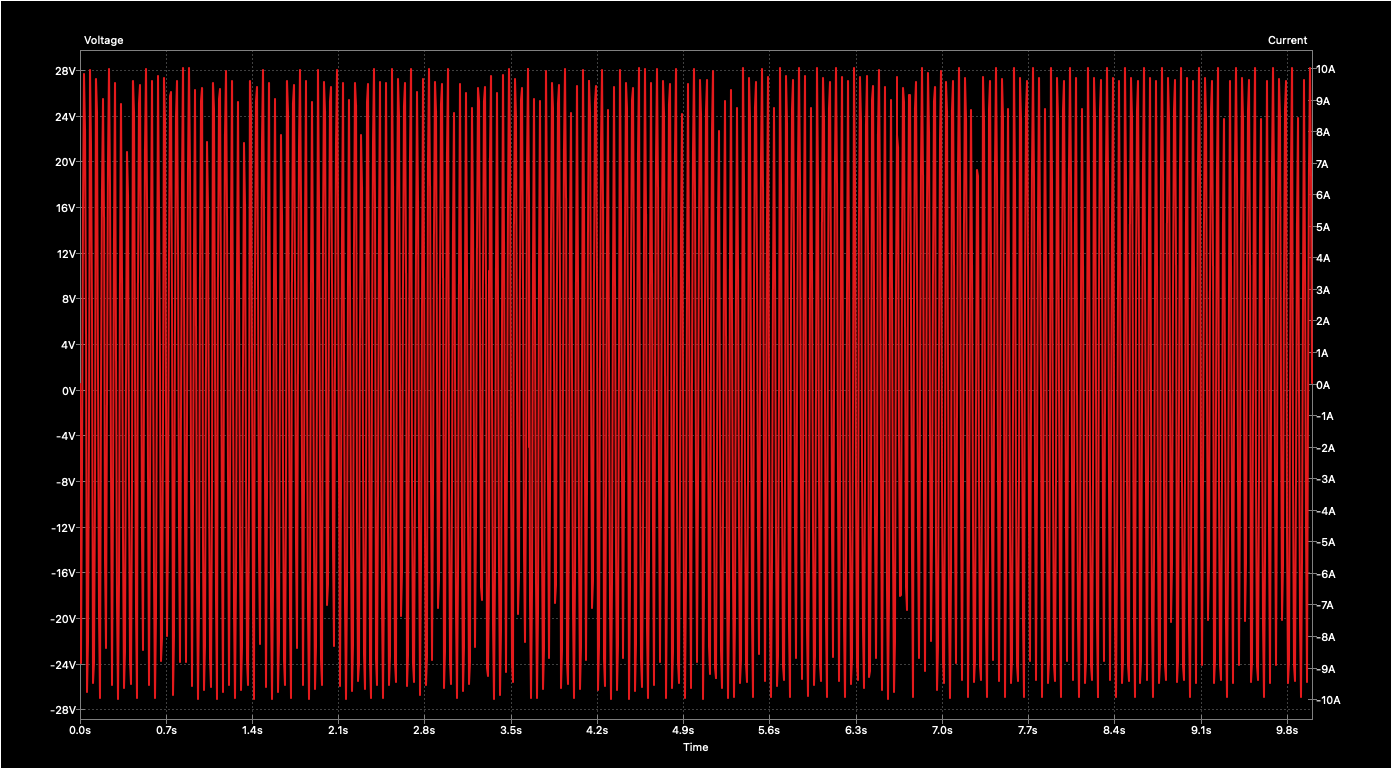 Voltage
Current
28V
24V
20V
16V
12V
8V
4V
0V
-4V
-8V
-12V
-16V
-20V
-24V
-28V
10A
9A
8A
7A
6A
5A
4A
3A
2A
1A
0A
-1A
-2A
-3A
-4A
-5A
-6A
-7A
-8A
-9A
-10A
0.0s 0.7s 1.4s 2.1s 2.8s 3.5s 4.2s 4.9s 5.6s 6.3s 7.0s 7.7s 8.4s 9.1s 9.8s
Time